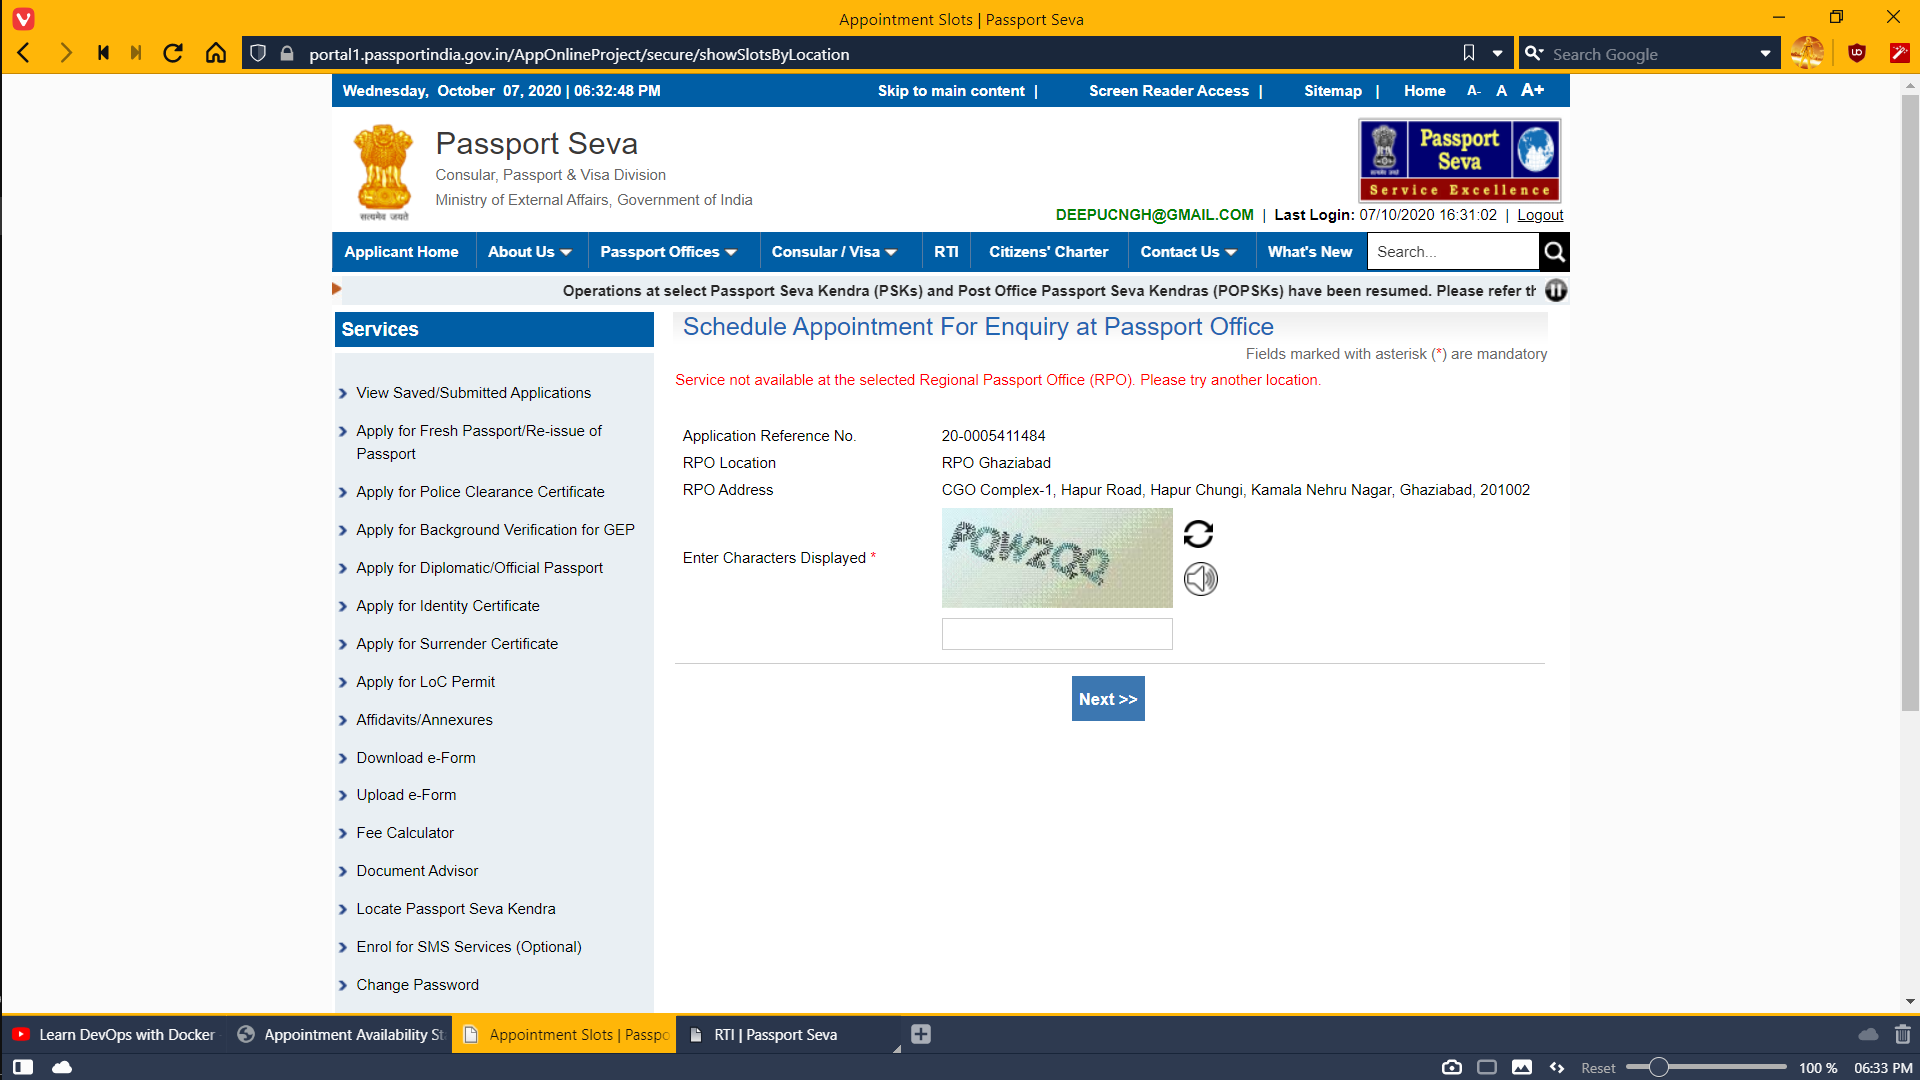 Appointment Slots | Passport Seva
portal1.passportindia.gov.in/AppOnlineProject/secure/showSlotsByLocation
Search Google
Wednesday, October 07, 2020 | 06:32:48 PM
Skip to main content |
Screen Reader Access |
Sitemap |
Home
A-
A
A+
Passport Seva
Consular, Passport & Visa Division
Ministry of External Affairs, Government of India
सत्यमेव जयते
Passport Seva
Service Excellence
DEEPUCNGH@GMAIL.COM | Last Login: 07/10/2020 16:31:02 | Logout
Applicant Home
About Us
Passport Offices
Consular / Visa
RTI
Citizens' Charter
Contact Us
What's New
Search...
Operations at select Passport Seva Kendra (PSKs) and Post Office Passport Seva Kendras (POPSKs) have been resumed. Please refer th
Services
View Saved/Submitted Applications
Apply for Fresh Passport/Re-issue of
Passport
Apply for Police Clearance Certificate
Apply for Background Verification for GEP
Apply for Diplomatic/Official Passport
Apply for Identity Certificate
Apply for Surrender Certificate
Apply for LoC Permit
Affidavits/Annexures
Download e-Form
Upload e-Form
Fee Calculator
Document Advisor
Locate Passport Seva Kendra
Enrol for SMS Services (Optional)
Change Password
Schedule Appointment For Enquiry at Passport Office
Fields marked with asterisk (*) are mandatory
Service not available at the selected Regional Passport Office (RPO). Please try another location.
Application Reference No. 20-0005411484
RPO Location RPO Ghaziabad
RPO Address CGO Complex-1, Hapur Road, Hapur Chungi, Kamala Nehru Nagar, Ghaziabad, 201002
Enter Characters Displayed *
PQW2QQ
Next >>
Learn DevOps with Docker
Appointment Availability St
Appointment Slots | Passpo
RTI | Passport Seva
Reset
100 %
06:33 PM